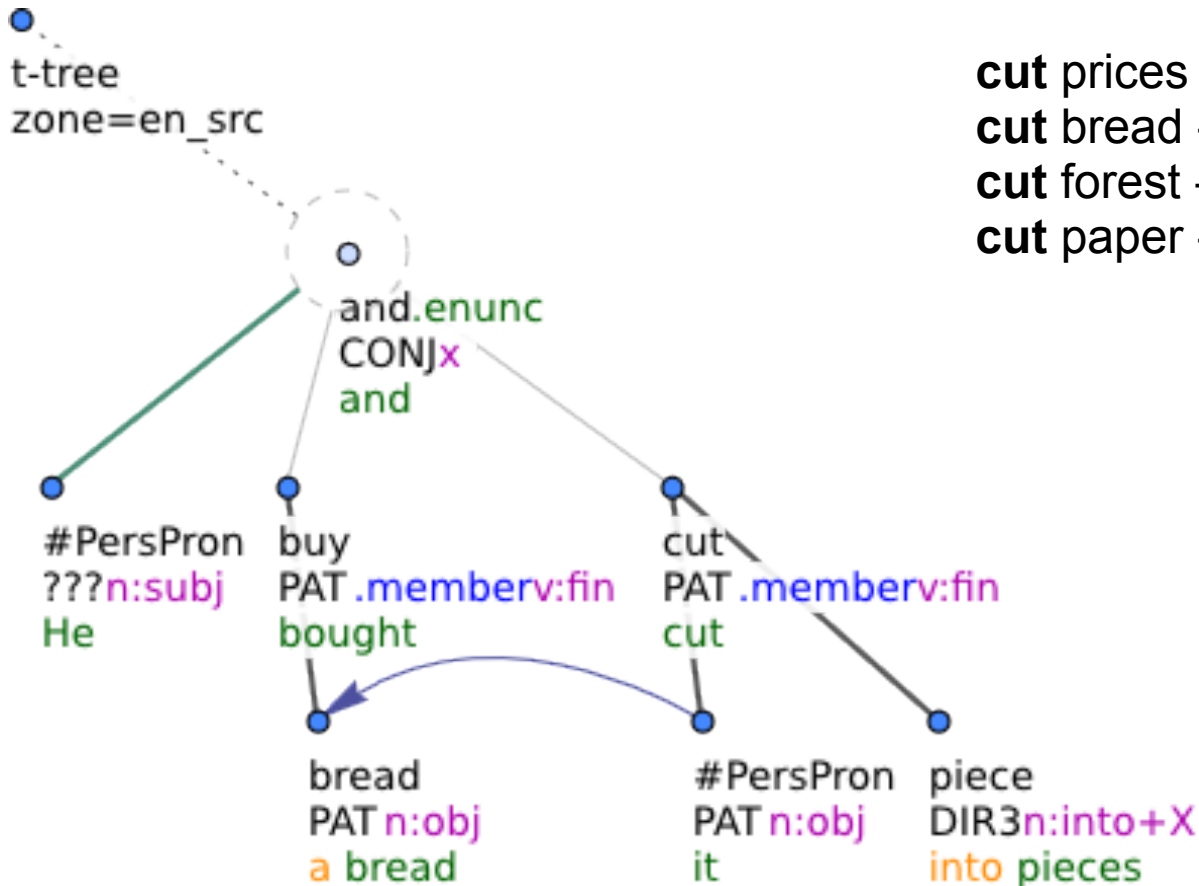 t-tree
zone=en_src
cut prices
cut bread -
cut forest -
cut paper -
and.enunc
CONJx
and
#PersPron
???n:subj
He
buy
PAT.memberv:fin
bought
cut
PAT.memberv:fin
cut
bread
PATn:obj
a bread
#PersPron
PATn:obj
it
piece
DIR3n:into+X
into pieces